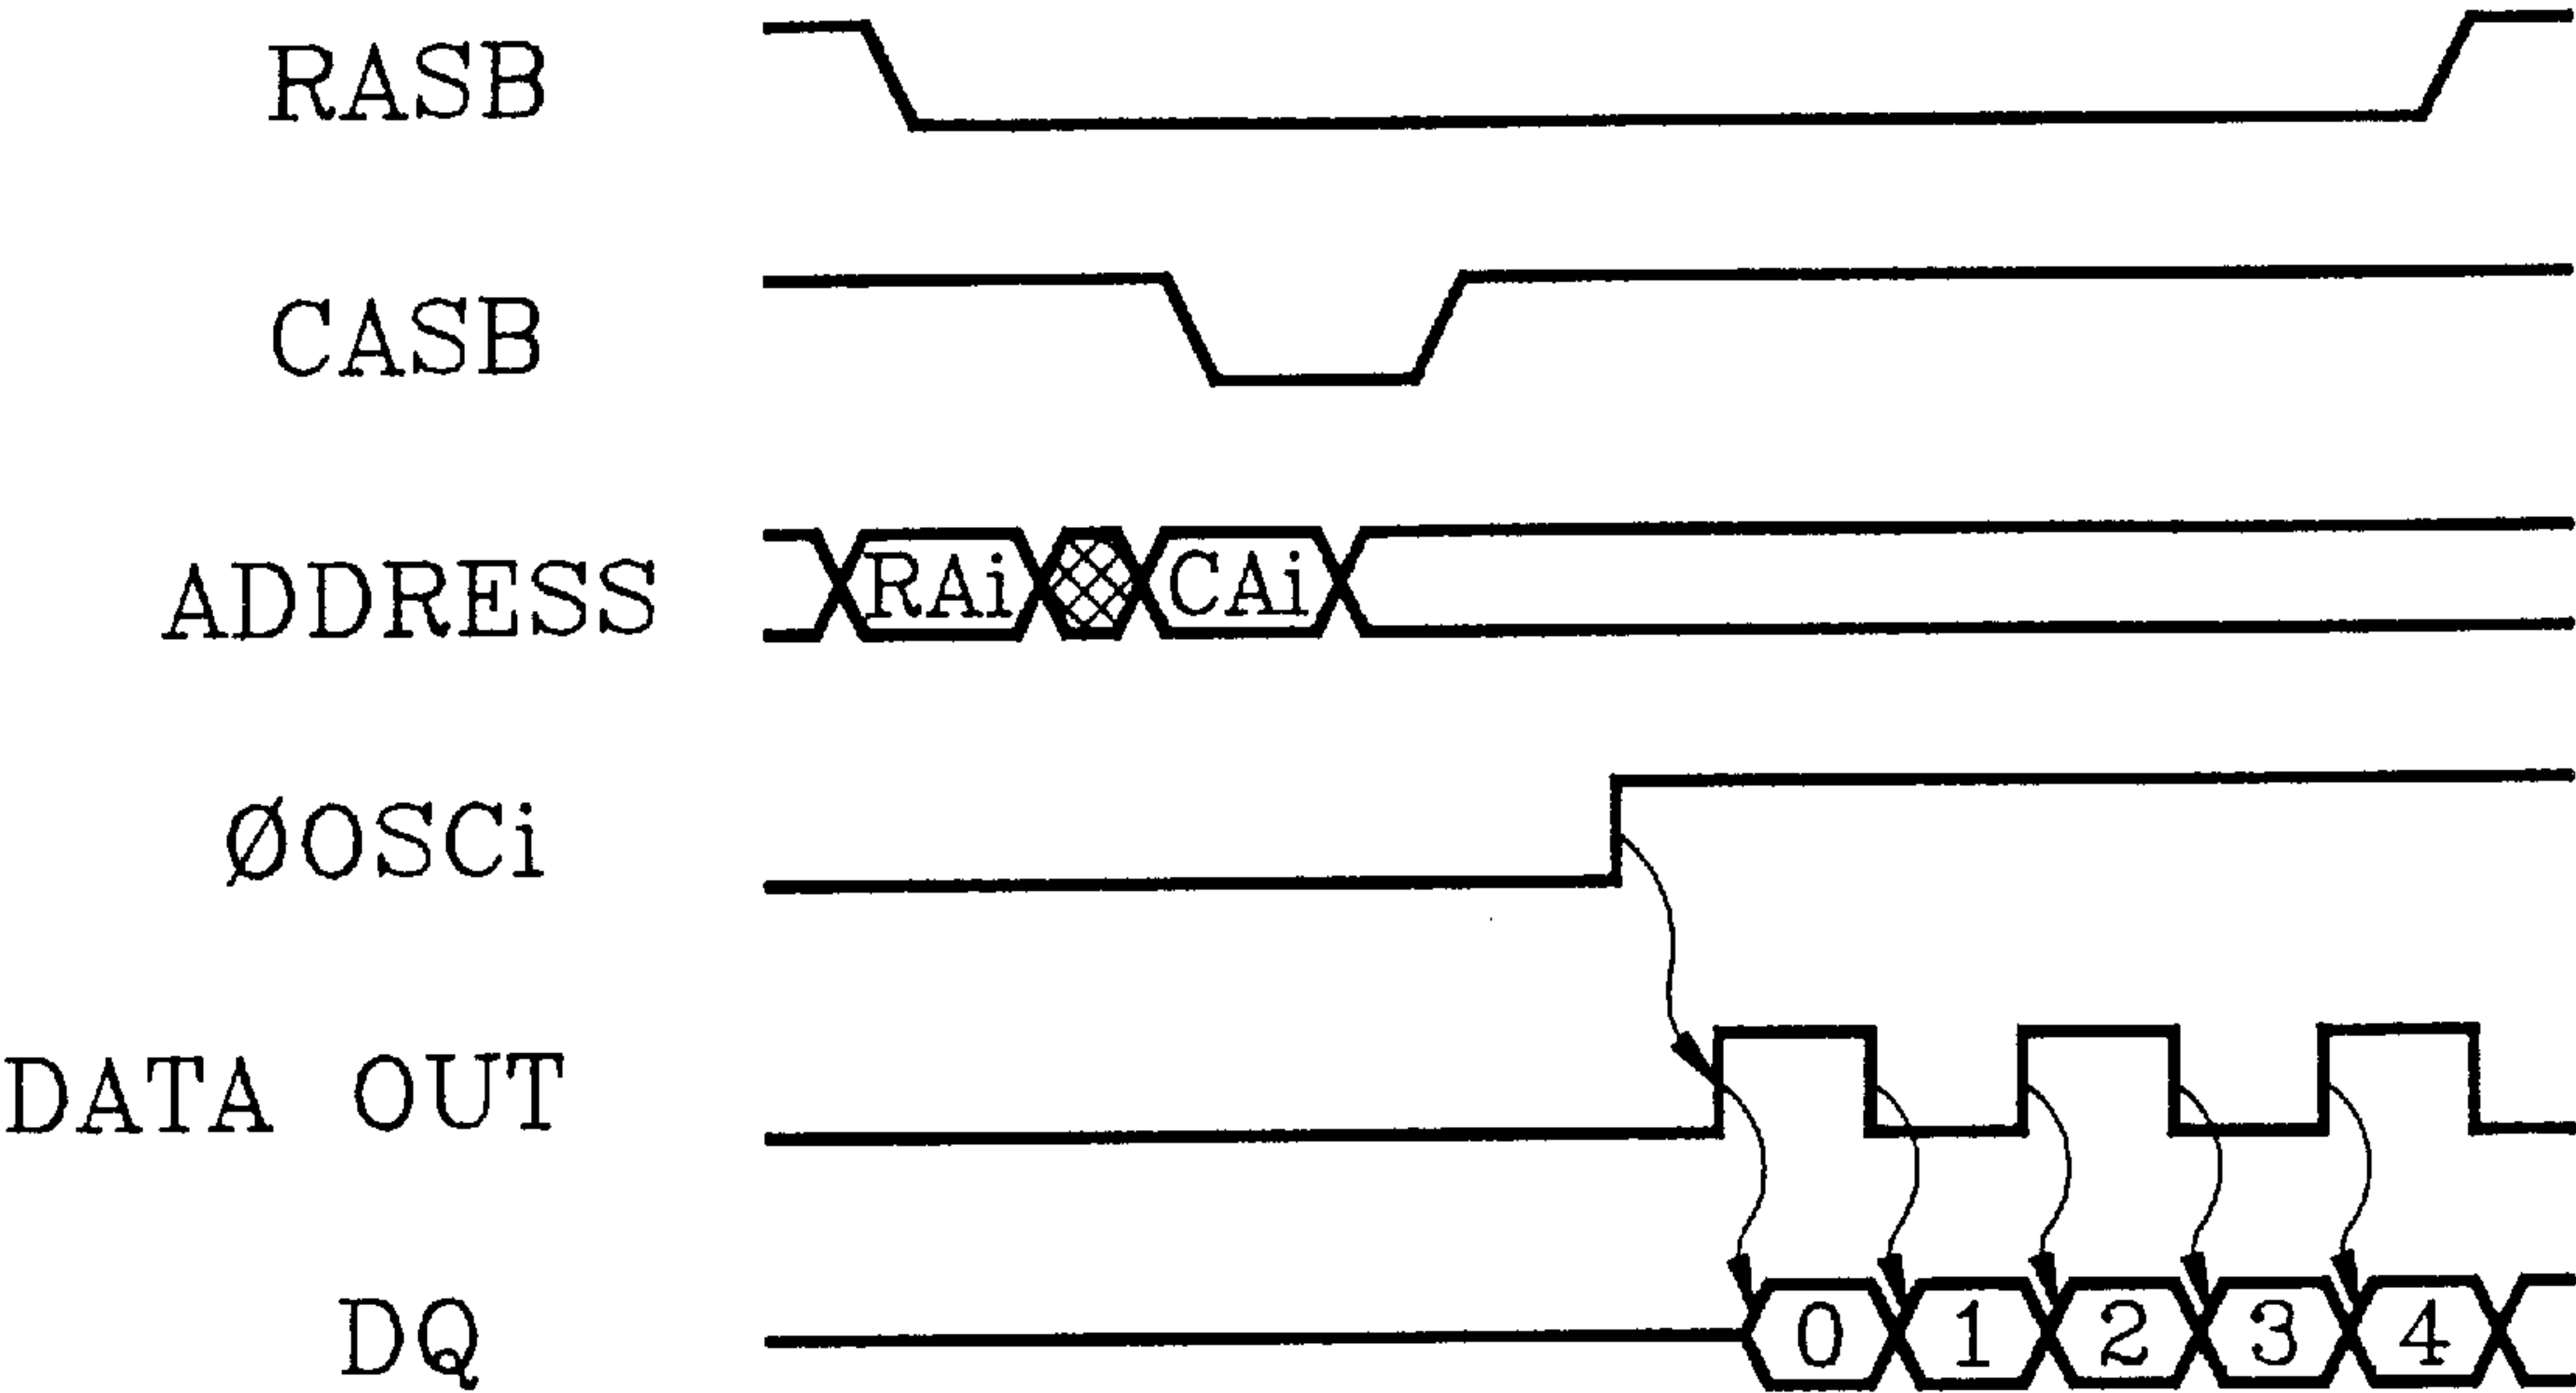 RASB
CASB
ADDRESS RAi CAi
ØOSCi
DATA OUT
DQ 0 1 2 3 4